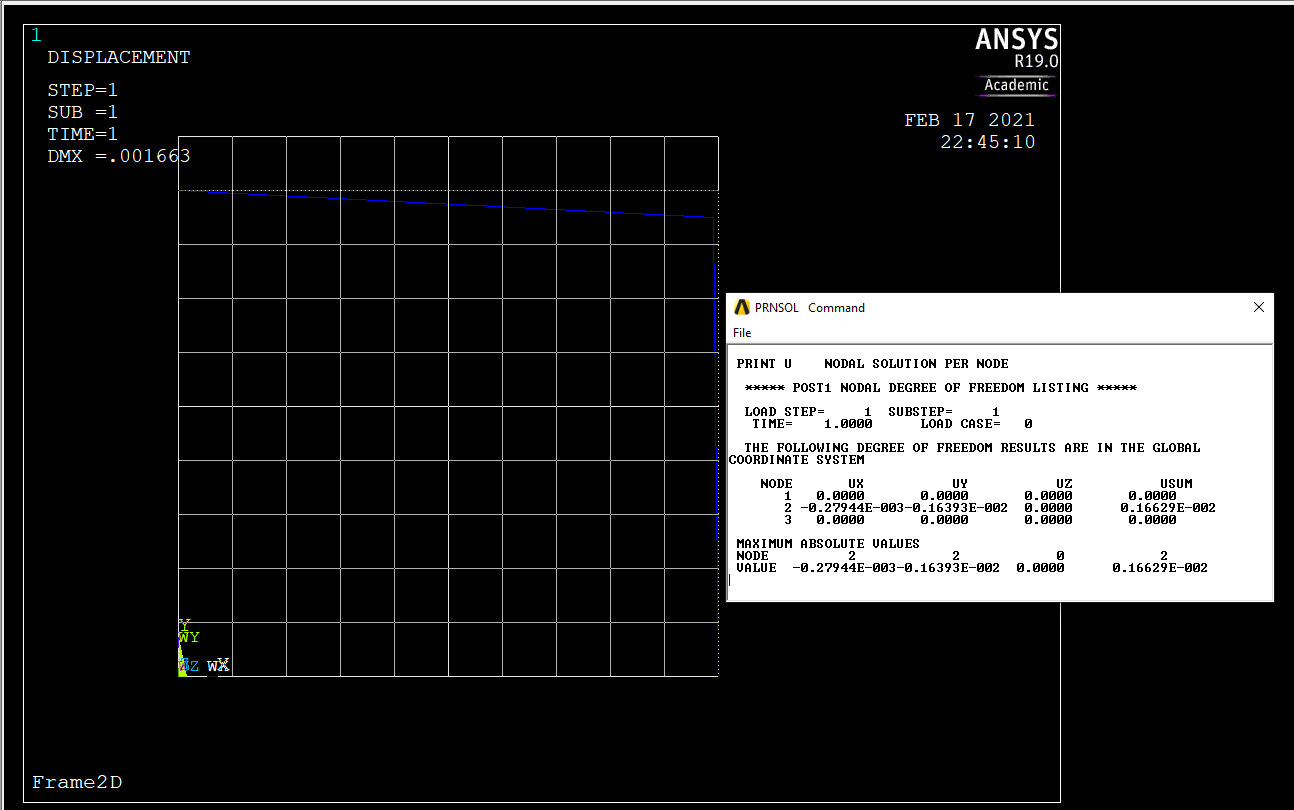 1
DISPLACEMENT
STEP=1
SUB =1
TIME=1
DMX =.001663
ANSYS
R19.0
Academic
FEB 17 2021
22:45:10
PRNSOL Command
File
PRINT U NODAL SOLUTION PER NODE
***** POST1 NODAL DEGREE OF FREEDOM LISTING *****
LOAD STEP= 1 SUBSTEP= 1
TIME= 1.0000 LOAD CASE= 0
THE FOLLOWING DEGREE OF FREEDOM RESULTS ARE IN THE GLOBAL
COORDINATE SYSTEM
NODE UX UY UZ USUM
1 0.0000 0.0000 0.0000 0.0000
2 -0.27944E-003-0.16393E-002 0.0000 0.16629E-002
3 0.0000 0.0000 0.0000 0.0000
MAXIMUM ABSOLUTE VALUES
NODE 2 2 0 2
VALUE -0.27944E-003-0.16393E-002 0.0000 0.16629E-002
Y
WY
WX
Frame2D